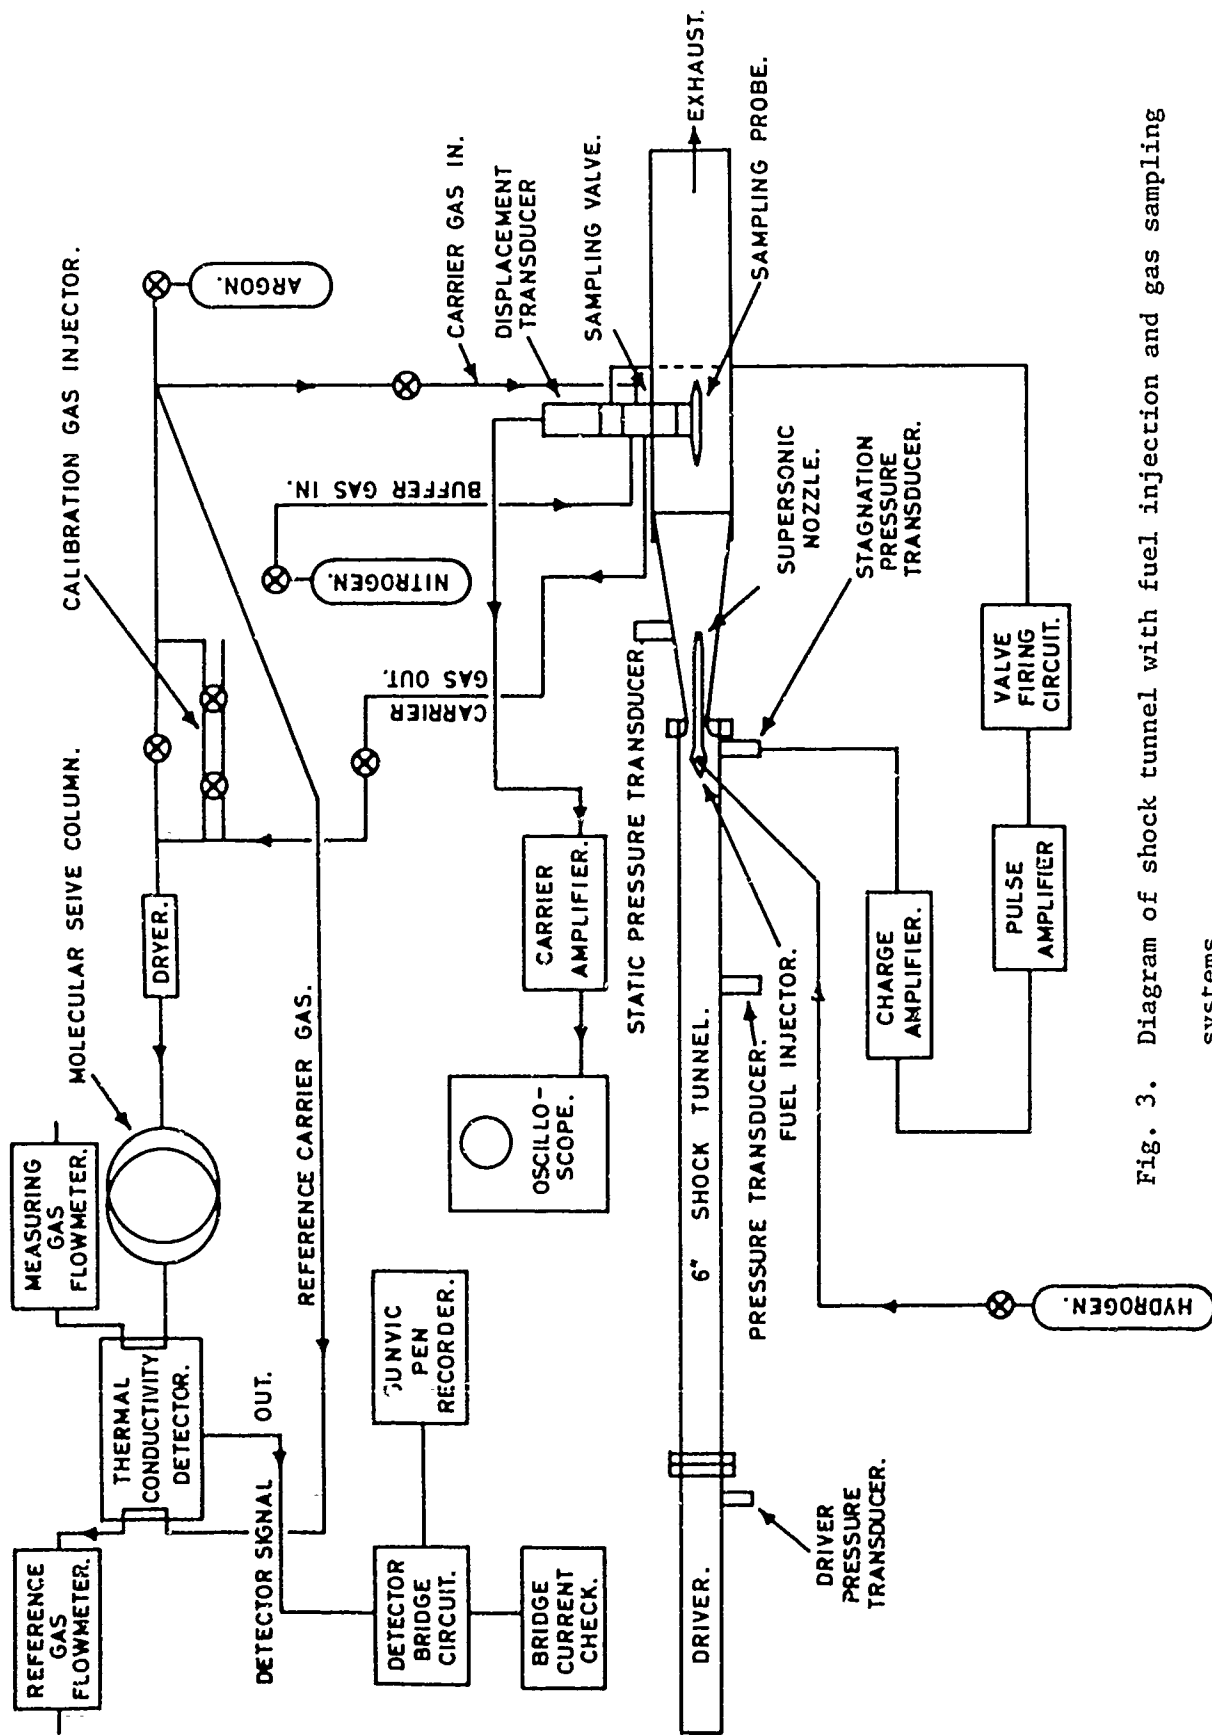 REFERENCE
GAS
FLOWMETER.
MEASURING
GAS
FLOWMETER.
MOLECULAR SEIVE COLUMN.
CALIBRATION GAS INJECTOR.
THERMAL
CONDUCTIVITY
DETECTOR.
DRYER.
ARGON.
DETECTOR SIGNAL OUT.
REFERENCE CARRIER GAS.
NITROGEN.
BUFFER GAS IN.
CARRIER
GAS OUT.
CARRIER GAS IN.
DISPLACEMENT
TRANSDUCER
SAMPLING VALVE.
DETECTOR
BRIDGE
CIRCUIT.
PEN
RECORDER.
BRIDGE
CURRENT
CHECK.
OSCILLO-
SCOPE.
CARRIER
AMPLIFIER.
STATIC PRESSURE TRANSDUCER
EXHAUST.
DRIVER.
6" SHOCK TUNNEL.
SAMPLING PROBE.
DRIVER
PRESSURE
TRANSDUCER.
PRESSURE TRANSDUCER.
FUEL INJECTOR.
SUPERSONIC
NOZZLE.
STAGNATION
PRESSURE
TRANSDUCER.
CHARGE
AMPLIFIER.
PULSE
AMPLIFIER
VALVE
FIRING
CIRCUIT.
HYDROGEN.
Fig. 3. Diagram of shock tunnel with fuel injection and gas sampling
systems